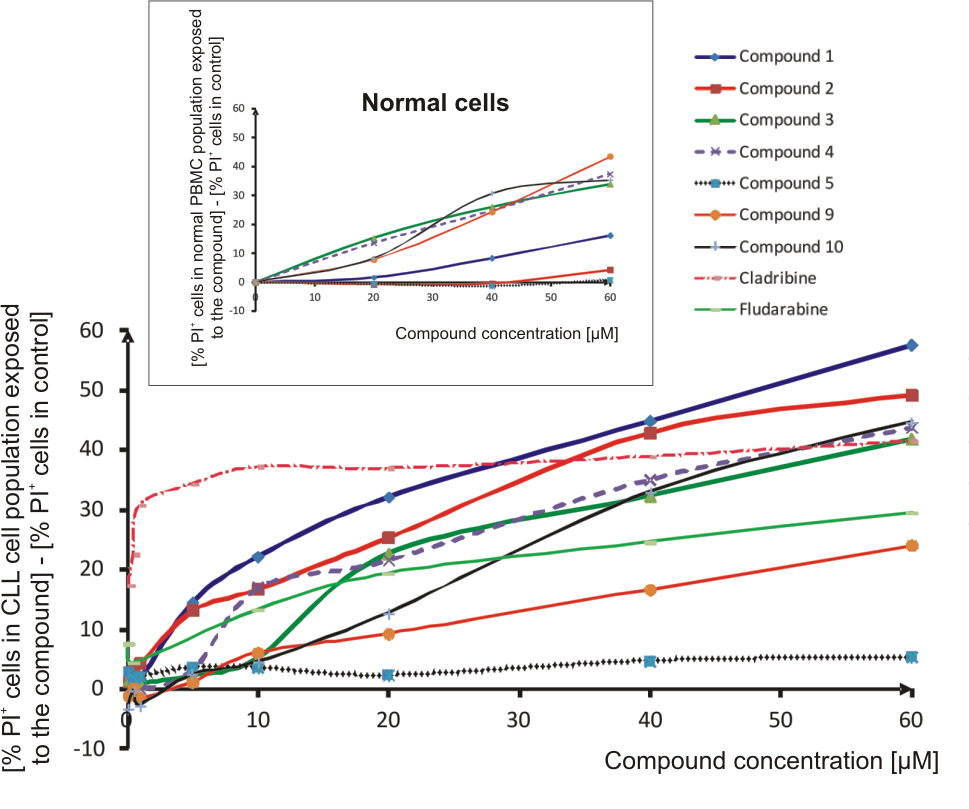 [% PI⁺ cells in normal PBMC population exposed
to the compound] - [% PI⁺ cells in control]
Normal cells
60
50
40
30
20
10
0
-10
0 10 20 30 40 50 60
Compound concentration [µM]
Compound 1
Compound 2
Compound 3
Compound 4
Compound 5
Compound 9
Compound 10
Cladribine
Fludarabine
[% PI⁺ cells in CLL cell population exposed
to the compound] - [% PI⁺ cells in control]
60
50
40
30
20
10
0
-10
0 10 20 30 40 50 60
Compound concentration [µM]